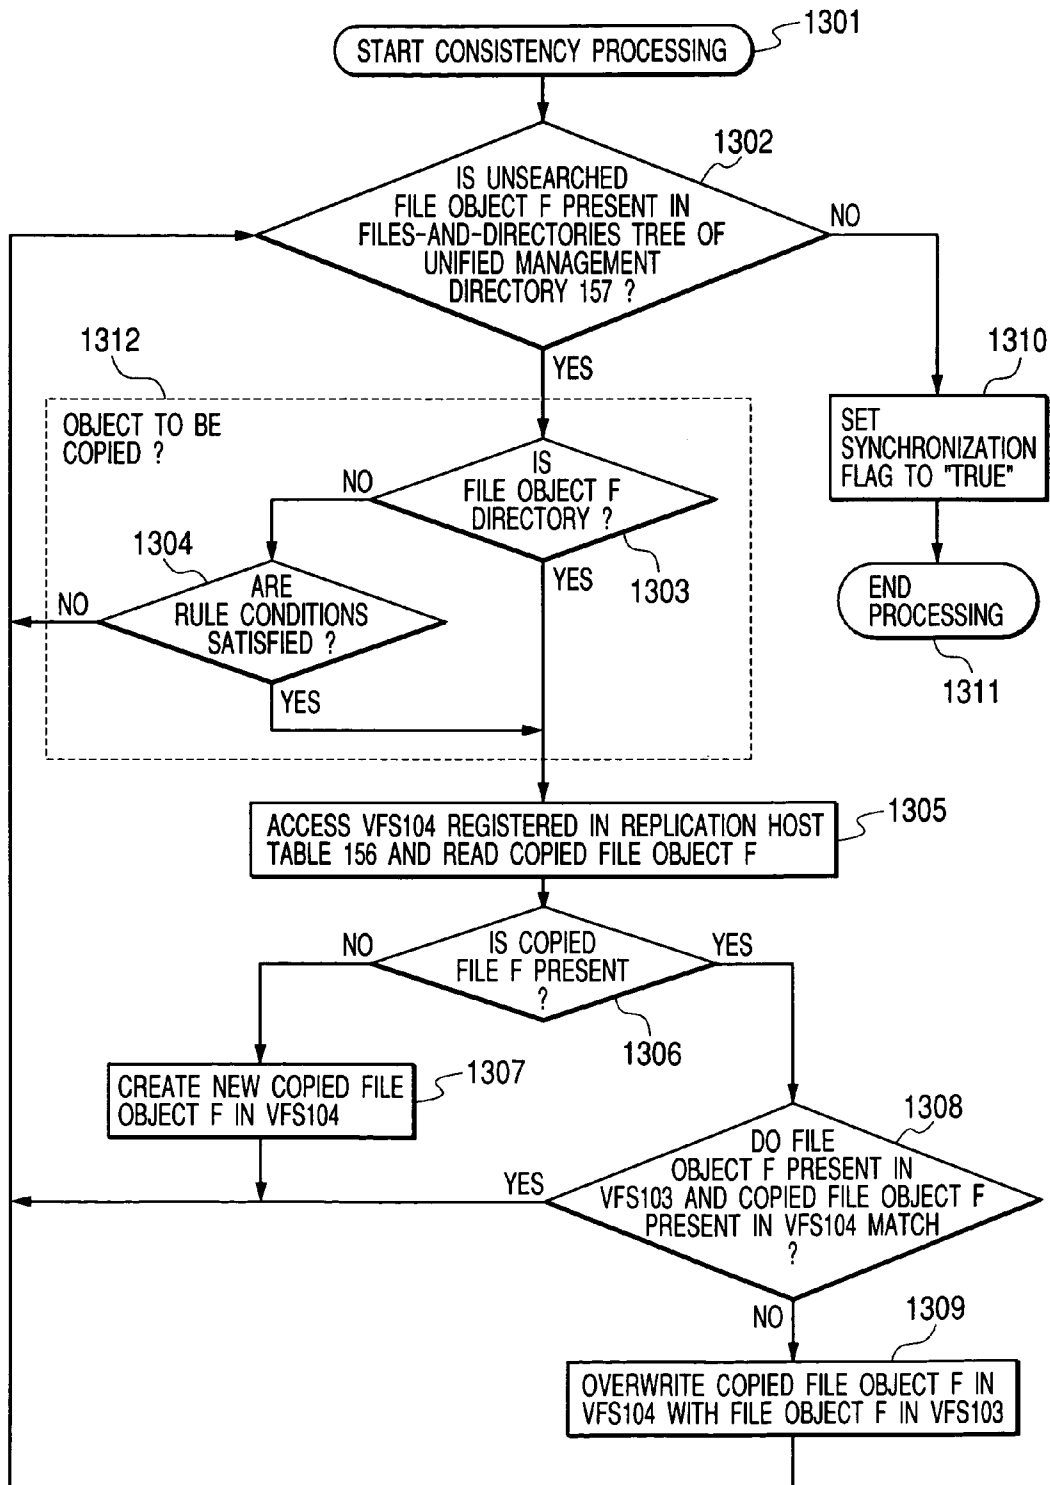 1301
START CONSISTENCY PROCESSING
1302
IS UNSEARCHED
FILE OBJECT F PRESENT IN
FILES-AND-DIRECTORIES TREE OF
UNIFIED MANAGEMENT
DIRECTORY 157 ?
NO
YES
1310
SET
SYNCHRONIZATION
FLAG TO "TRUE"
END
PROCESSING
1311
1312
OBJECT TO BE
COPIED ?
IS
FILE OBJECT F
DIRECTORY ?
NO
YES
1303
1304
ARE
RULE CONDITIONS
SATISFIED ?
NO
YES
1305
ACCESS VFS104 REGISTERED IN REPLICATION HOST
TABLE 156 AND READ COPIED FILE OBJECT F
IS COPIED
FILE F PRESENT
?
NO
YES
1306
1307
CREATE NEW COPIED FILE
OBJECT F IN VFS104
1308
DO FILE
OBJECT F PRESENT IN
VFS103 AND COPIED FILE OBJECT F
PRESENT IN VFS104 MATCH
?
YES
NO
1309
OVERWRITE COPIED FILE OBJECT F IN
VFS104 WITH FILE OBJECT F IN VFS103